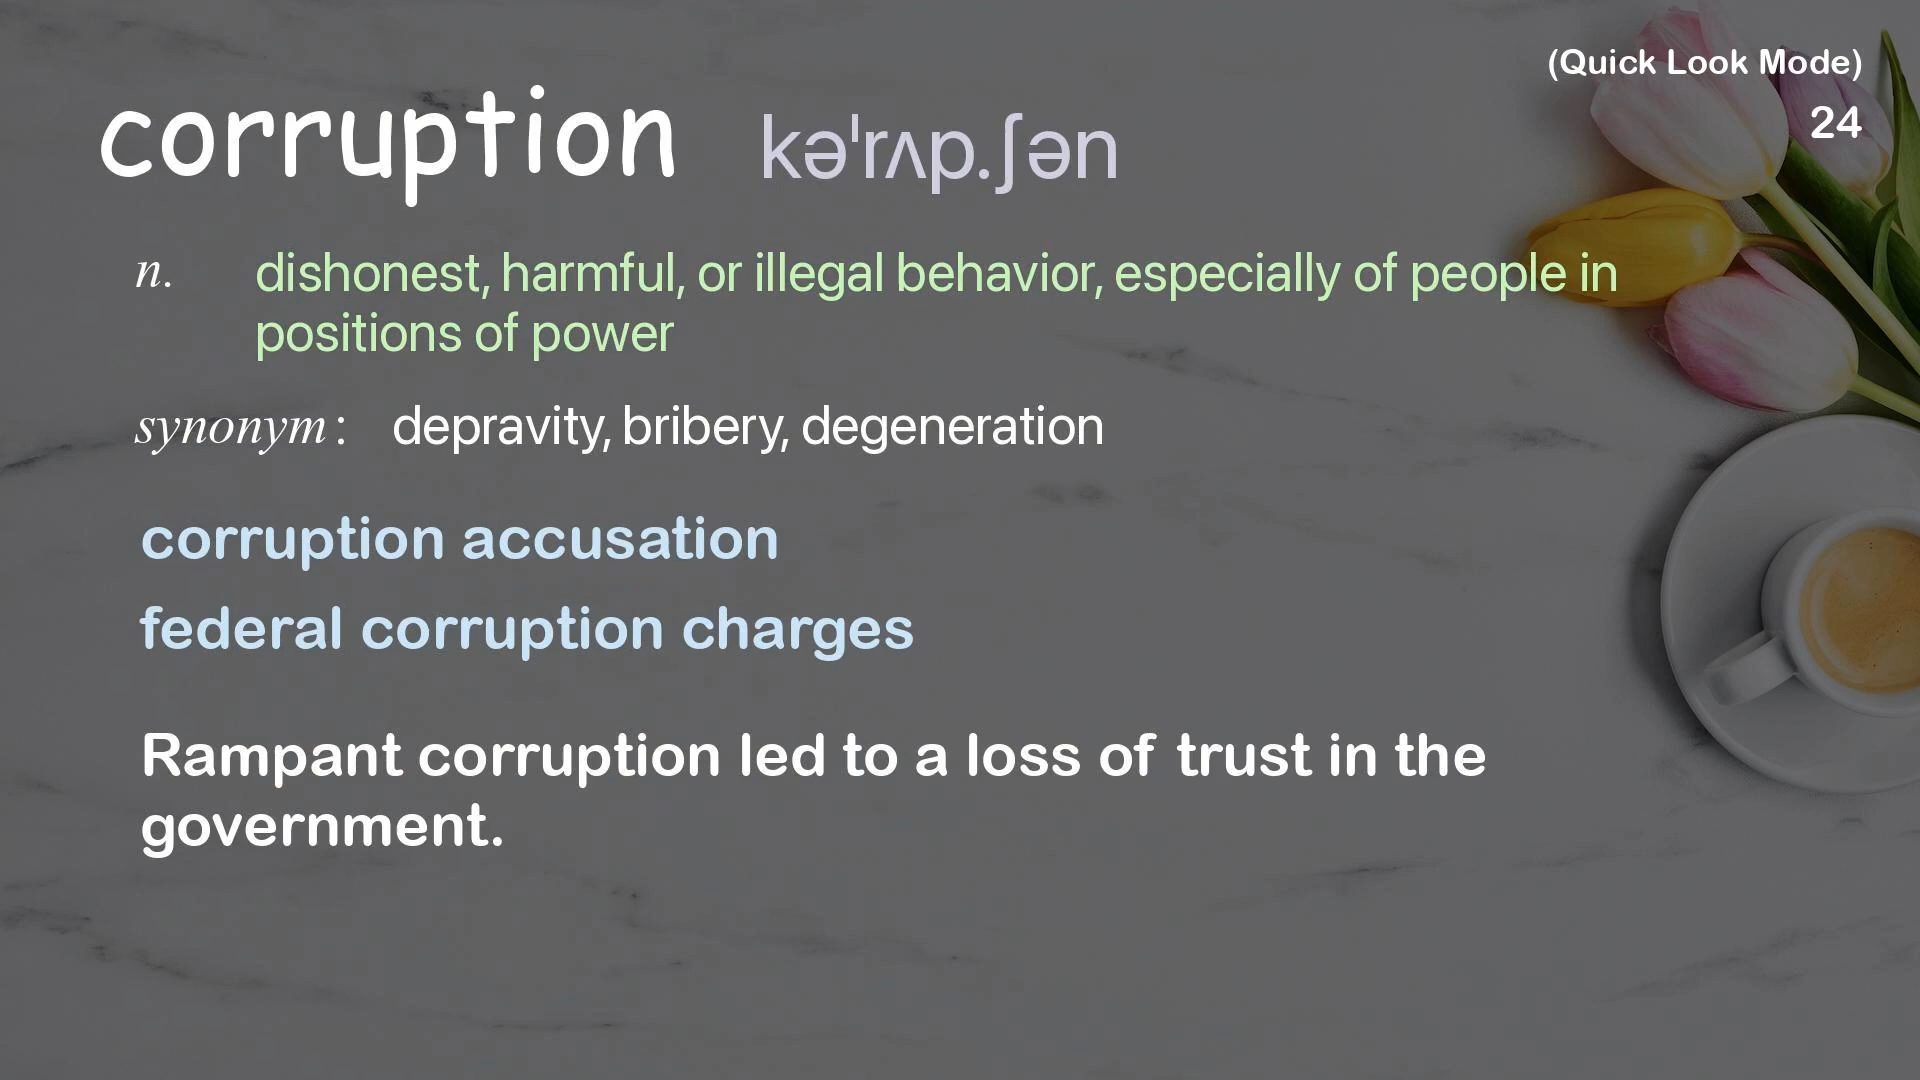 (Quick Look Mode)
24
corruption kəˈrʌp.ʃən
n. dishonest, harmful, or illegal behavior, especially of people in
positions of power
synonym: depravity, bribery, degeneration
corruption accusation
federal corruption charges
Rampant corruption led to a loss of trust in the
government.